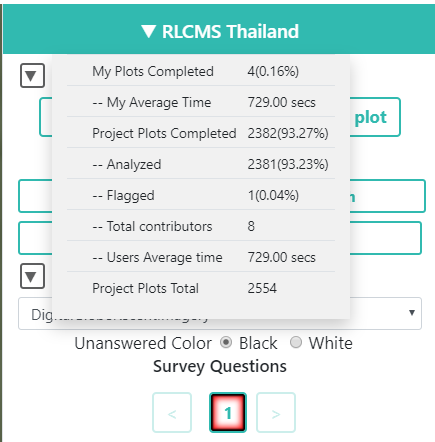 ▼ RLCMS Thailand
▼
My Plots Completed 4(0.16%)
-- My Average Time 729.00 secs
Project Plots Completed 2382(93.27%)
plot
-- Analyzed 2381(93.23%)
-- Flagged 1(0.04%)
-- Total contributors 8
-- Users Average time 729.00 secs
▼
Project Plots Total 2554
Unanswered Color Black White
Survey Questions
< 1 >